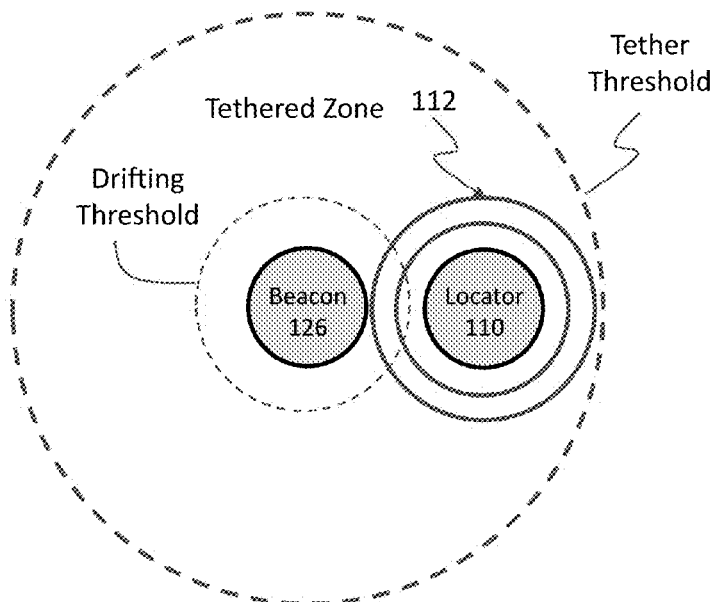 Tether
Threshold
Tethered Zone 112
Drifting
Threshold
Beacon
126
Locator
110